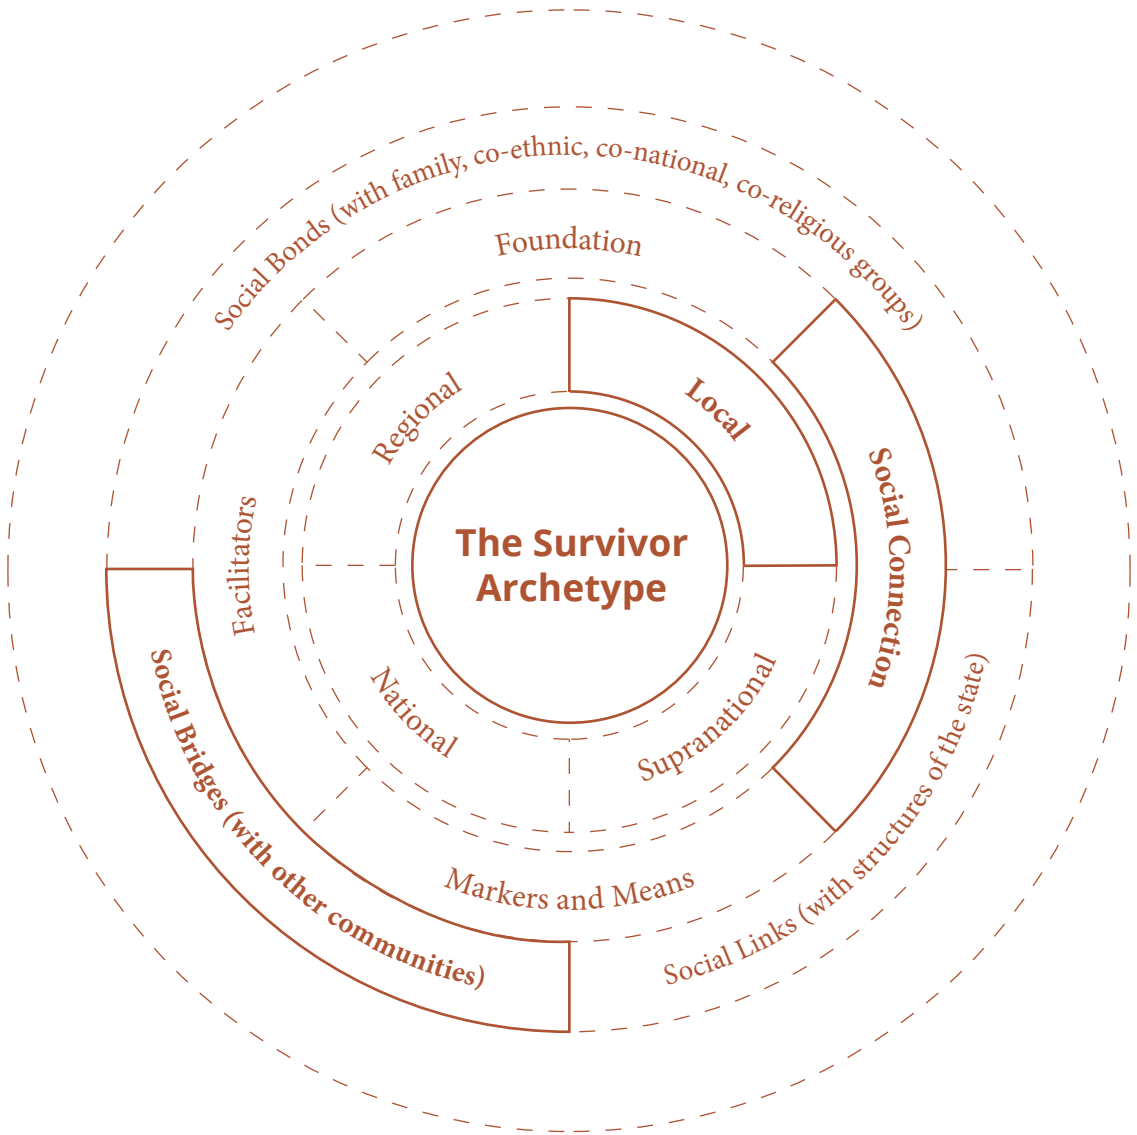 Social Bonds (with family, co-ethnic, co-national, co-religious groups)
Foundation
Regional
Local
Social Connection
Facilitators
The Survivor
Archetype
National
Supranational
Social Bridges (with other communities)
Markers and Means
Social Links (with structures of the state)